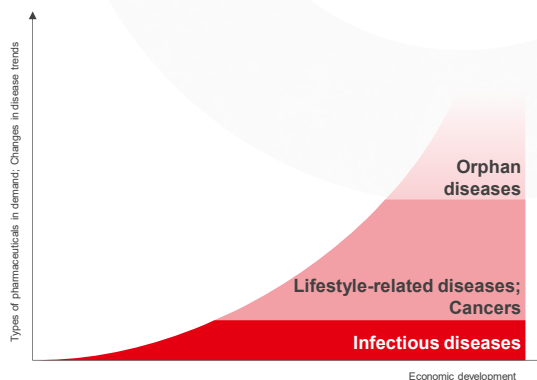 Types of pharmaceuticals in demand; Changes in disease trends
Orphan
diseases
Lifestyle-related diseases;
Cancers
Infectious diseases
Economic development